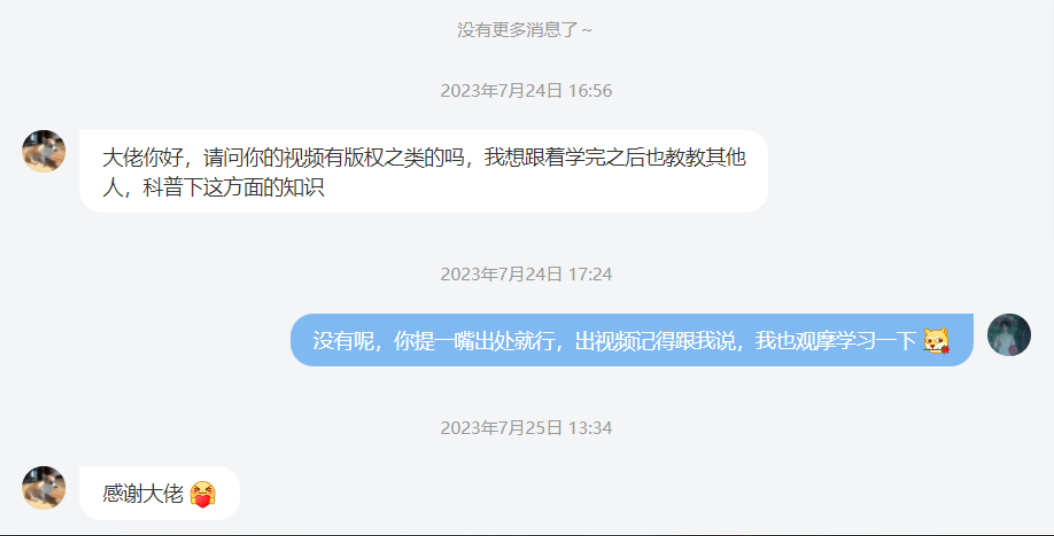 没有更多消息了～
2023年7月24日 16:56
大佬你好，请问你的视频有版权之类的吗，我想跟着学完之后也教教其他
人，科普下这方面的知识
2023年7月24日 17:24
没有呢，你提一嘴出处就行，出视频记得跟我说，我也观摩学习一下
2023年7月25日 13:34
感谢大佬